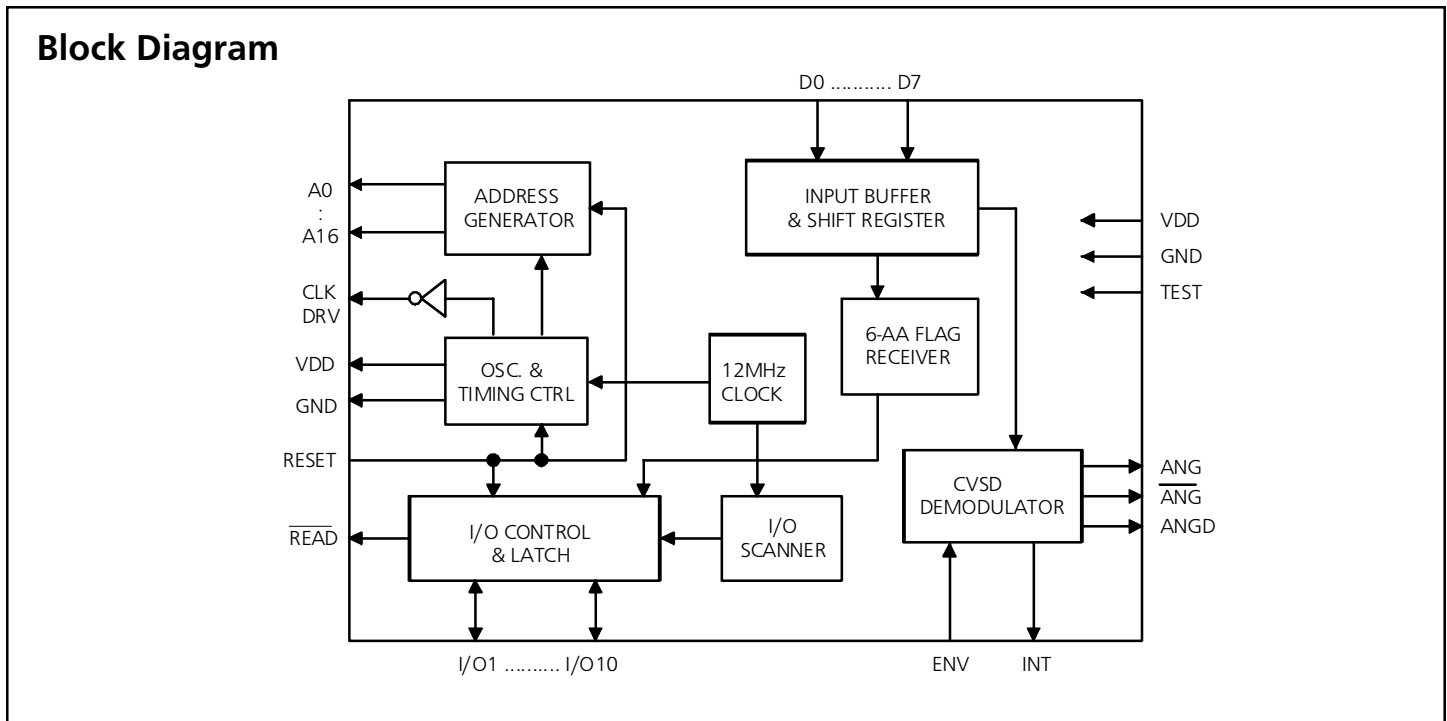 Block Diagram
D0 ........... D7
A0
:
A16
ADDRESS
GENERATOR
INPUT BUFFER
& SHIFT REGISTER
VDD
GND
TEST
CLK
DRV
VDD
GND
OSC. &
TIMING CTRL
12MHz
CLOCK
6-AA FLAG
RECEIVER
RESET
READ
I/O CONTROL
& LATCH
I/O
SCANNER
CVSD
DEMODULATOR
ANG
ANG
ANGD
I/O1 .......... I/O10
ENV
INT